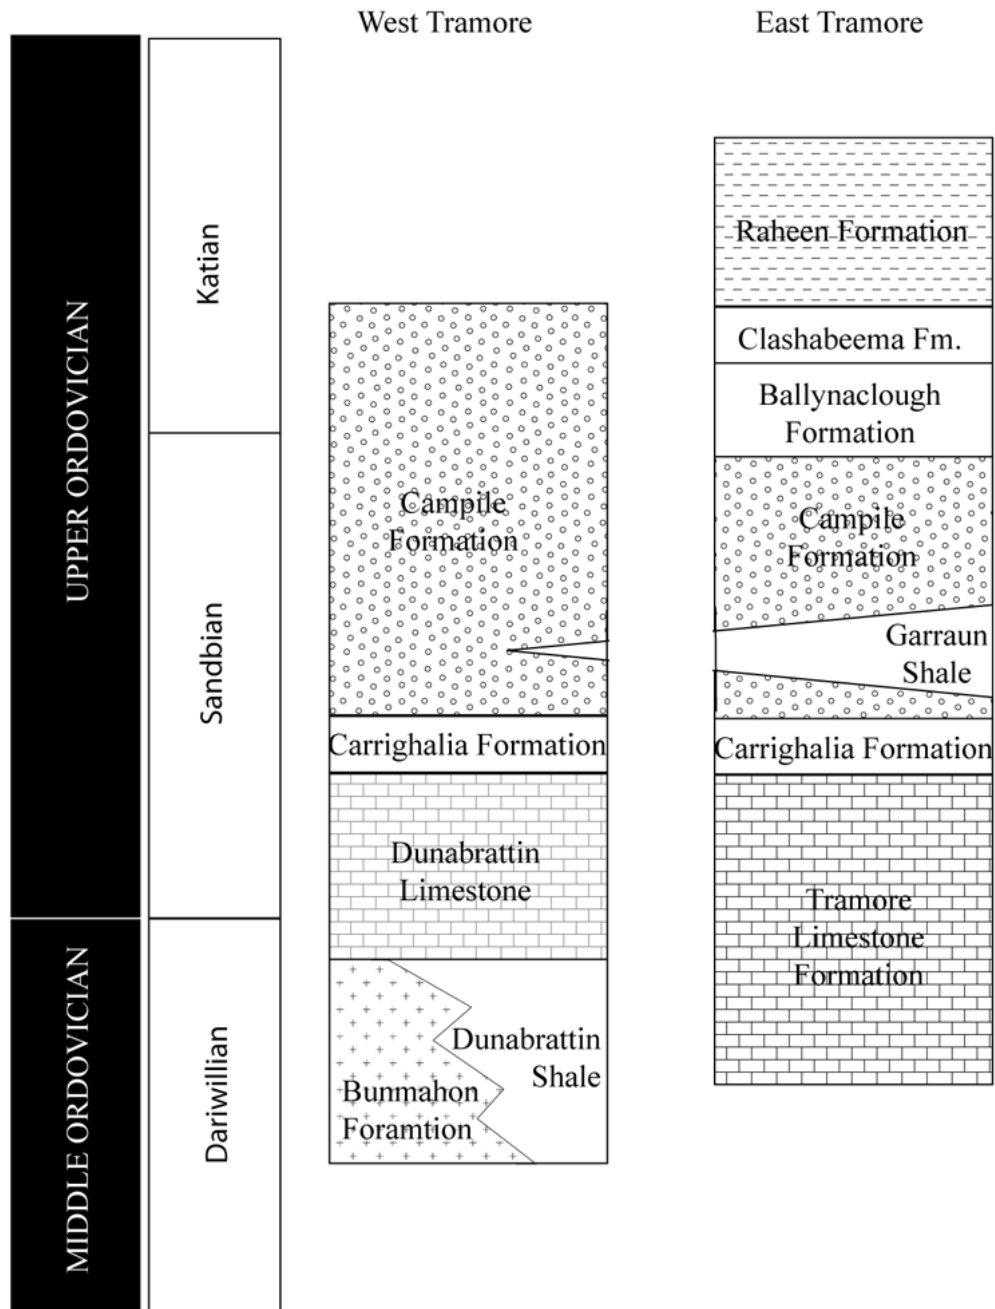 West Tramore
East Tramore
UPPER ORDOVICIAN
MIDDLE ORDOVICIAN
Katian
Sandbian
Dariwillian
Campile
Formation
Carrighalia Formation
Dunabrattin
Limestone
Dunabrattin
Shale
Bunmahon
Foramtion
Raheen Formation
Clashabeema Fm.
Ballynaclough
Formation
Campile
Formation
Garraun
Shale
Carrighalia Formation
Tramore
Limestone
Formation